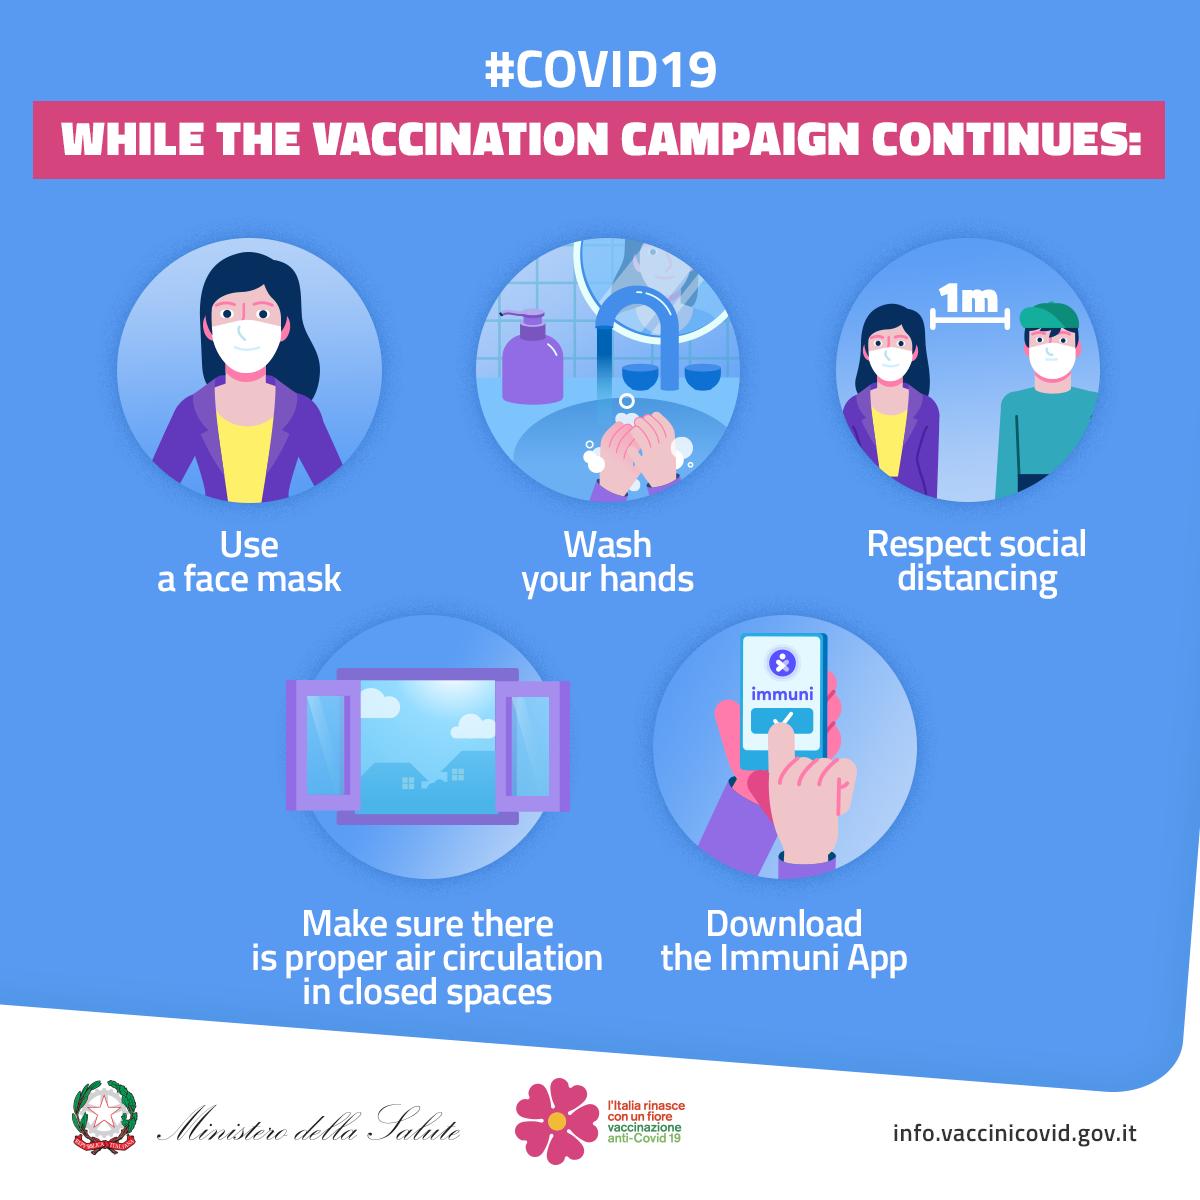 #COVID19
WHILE THE VACCINATION CAMPAIGN CONTINUES:
1m
Use
a face mask
Wash
your hands
Respect social
distancing
immuni
Make sure there
is proper air circulation
in closed spaces
Download
the Immuni App
REPVBBLICA ITALIANA
Ministero della Salute
l'Italia rinasce
con un fiore
vaccinazione
anti-Covid 19
info.vaccinicovid.gov.it